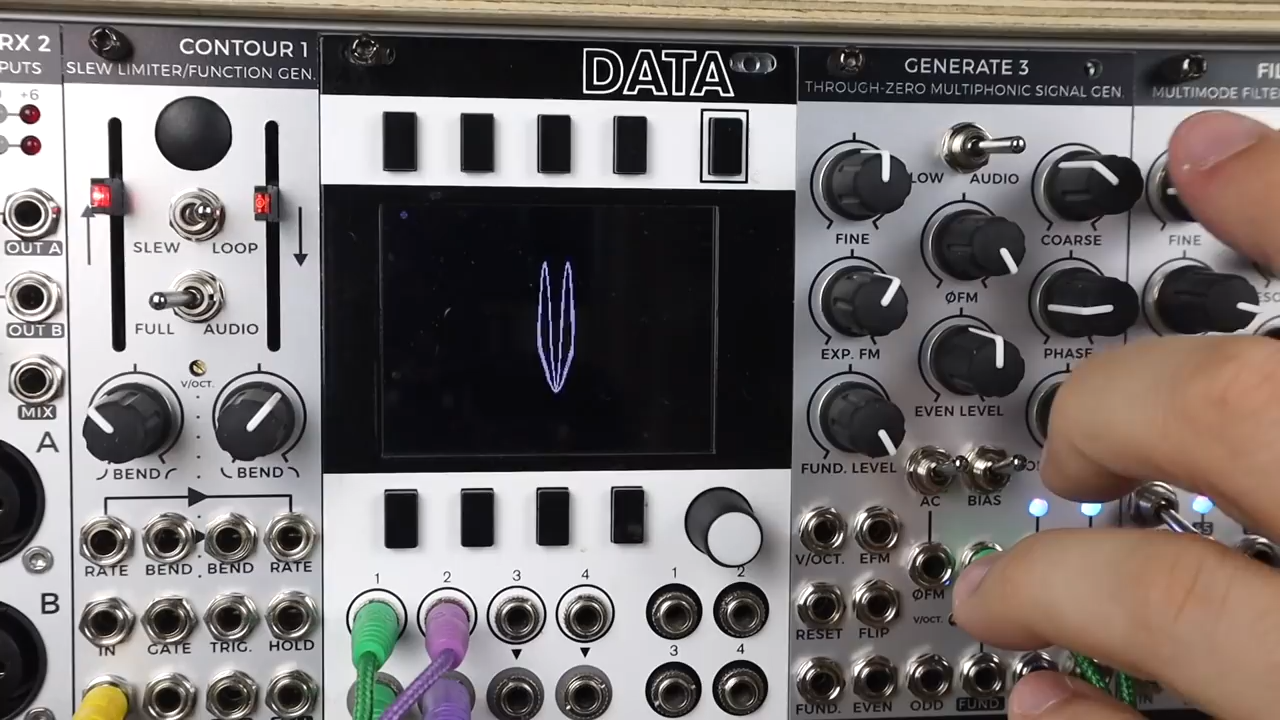 RX 2
PUTS
+6
OUT A
OUT B
MIX
A
B
CONTOUR 1
SLEW LIMITER/FUNCTION GEN.
SLEW LOOP
FULL AUDIO
V/OCT.
BEND BEND
RATE BEND BEND RATE
IN GATE TRIG. HOLD
DATA
1 2 3 4
1 2
3 4
GENERATE 3
THROUGH-ZERO MULTIPHONIC SIGNAL GEN.
LOW AUDIO
FINE COARSE
ØFM
EXP. FM PHASE
EVEN LEVEL
FUND. LEVEL
AC BIAS
V/OCT. EFM
ØFM
V/OCT.
RESET FLIP
FUND. EVEN ODD FUND
FIL
MULTIMODE FILTE
FINE
IN